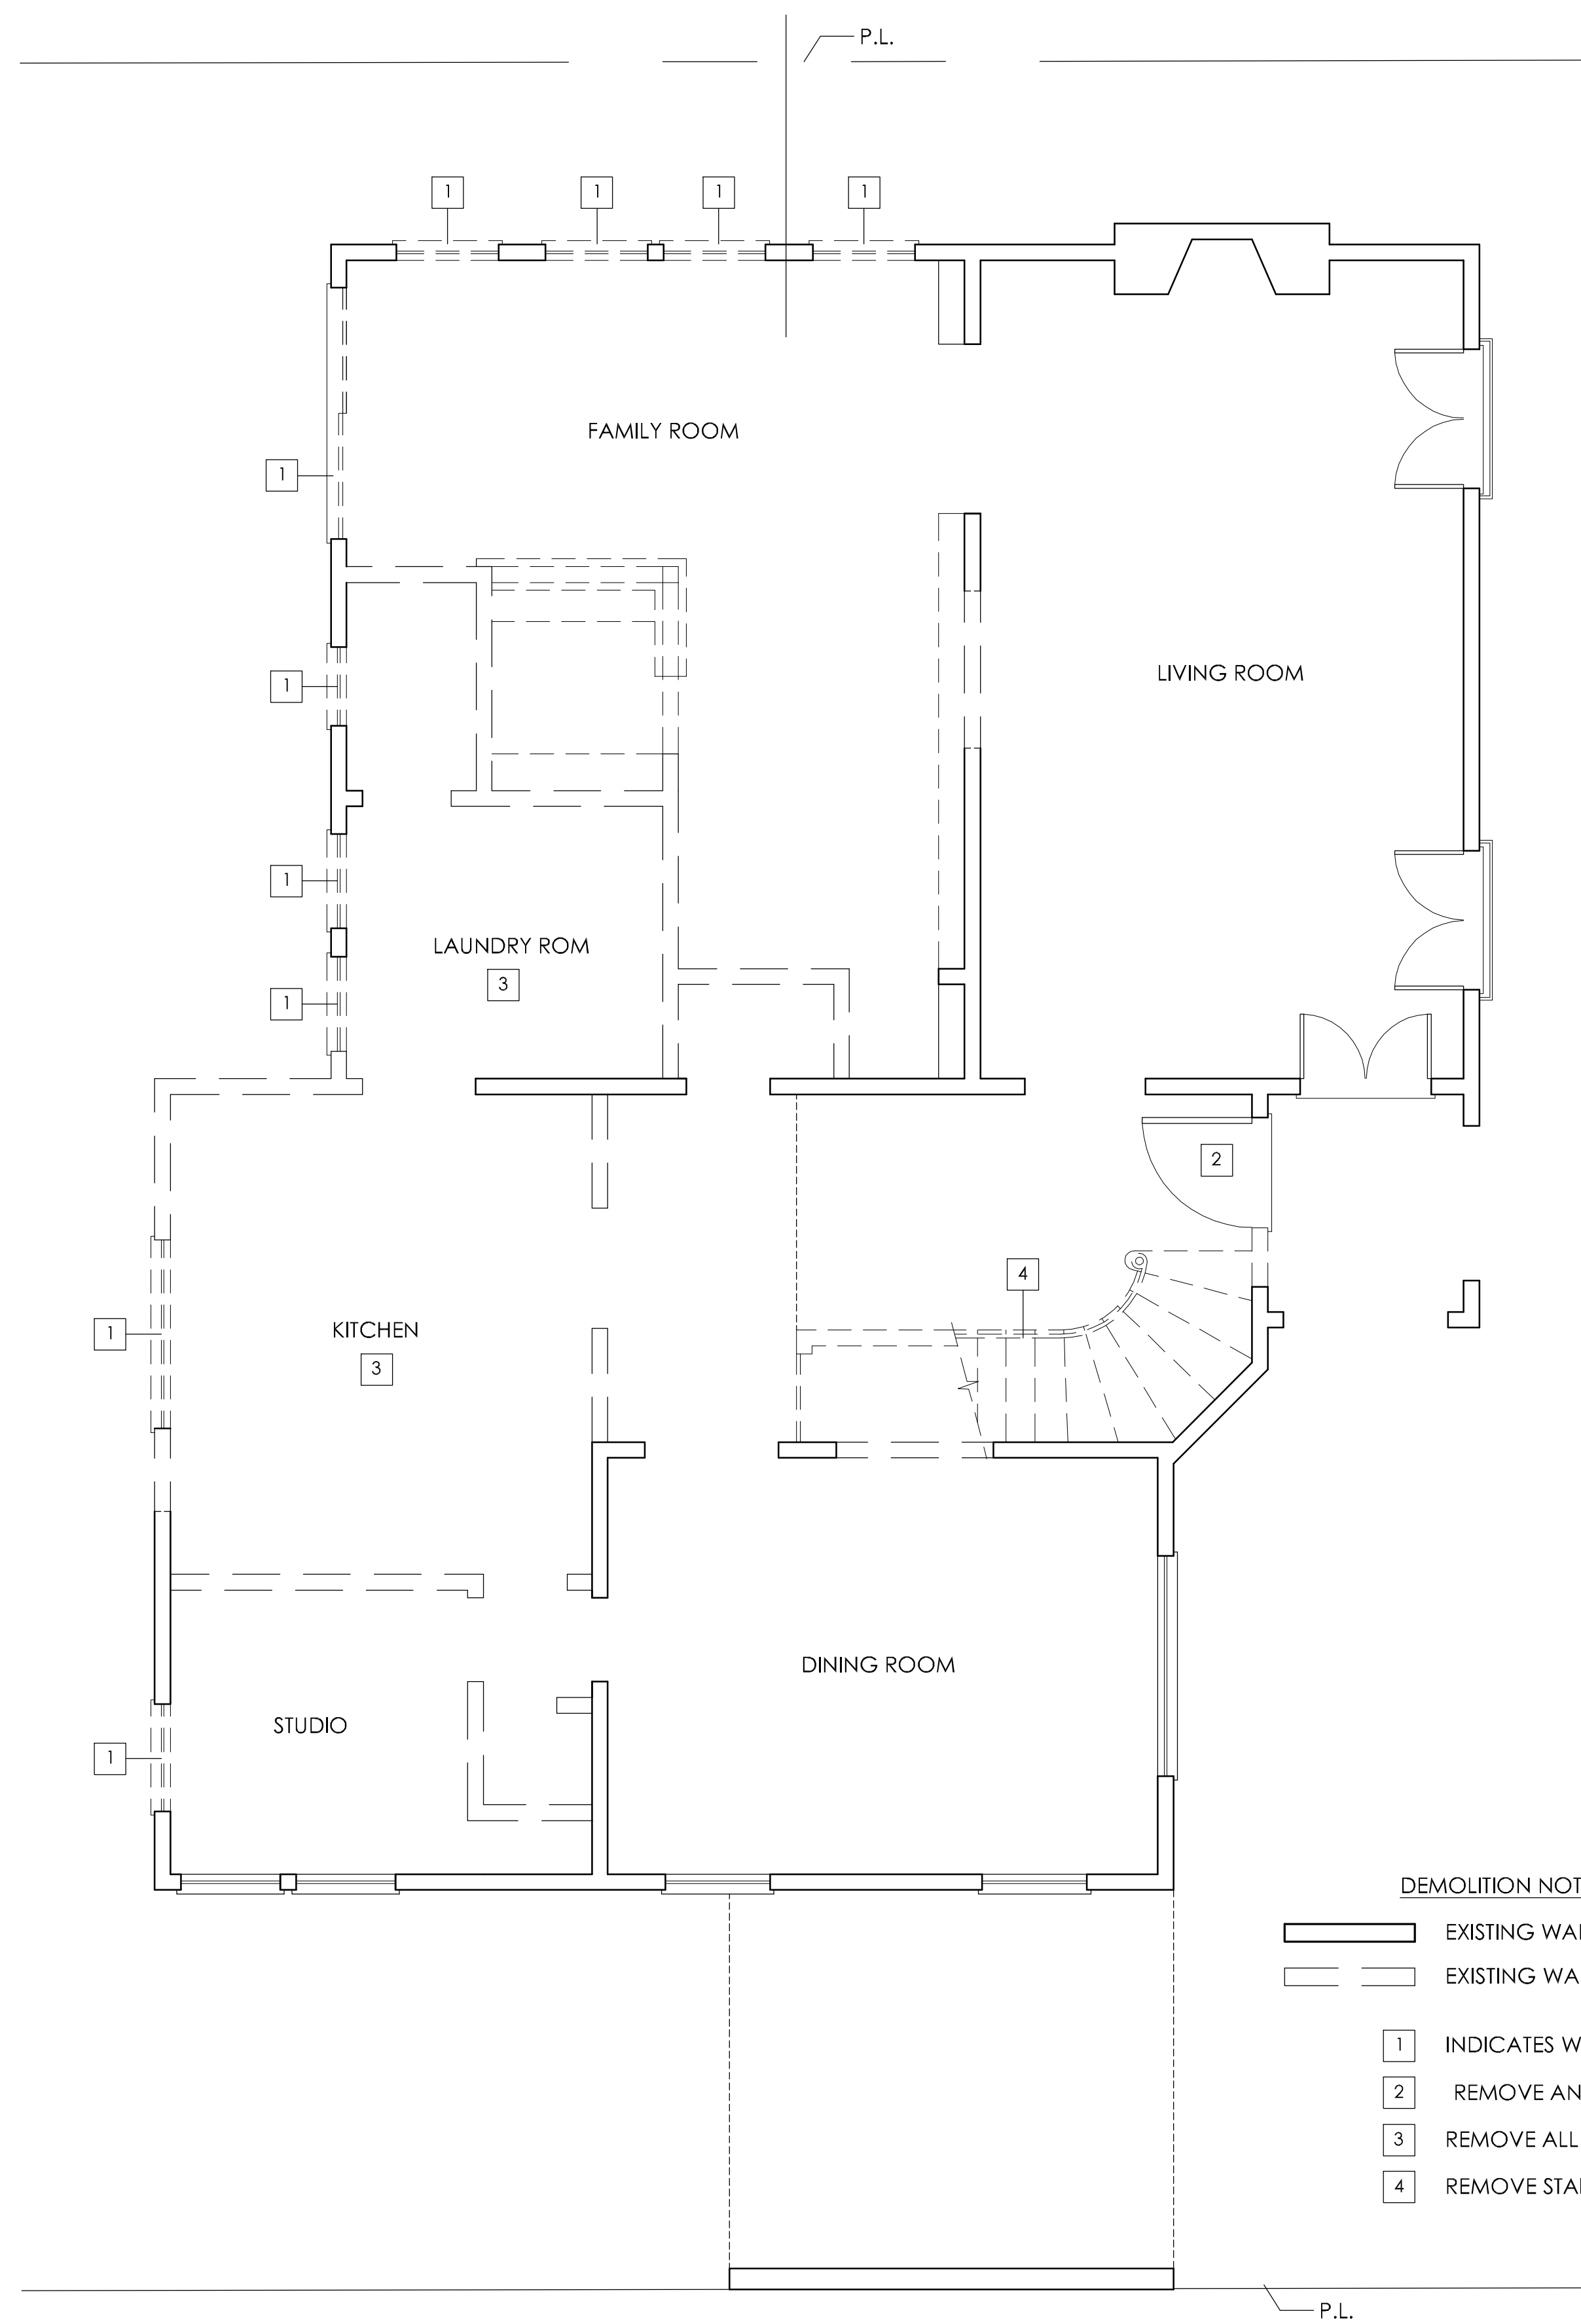 P.L.
1 1 1 1
FAMILY ROOM
1
LIVING ROOM
1
1
LAUNDRY ROM
3
1
2
4
KITCHEN
1
3
DINING ROOM
STUDIO
1
DEMOLITION NOT
EXISTING WAL
EXISTING WA
1 INDICATES W
2 REMOVE AN
3 REMOVE ALL
4 REMOVE STAI
P.L.